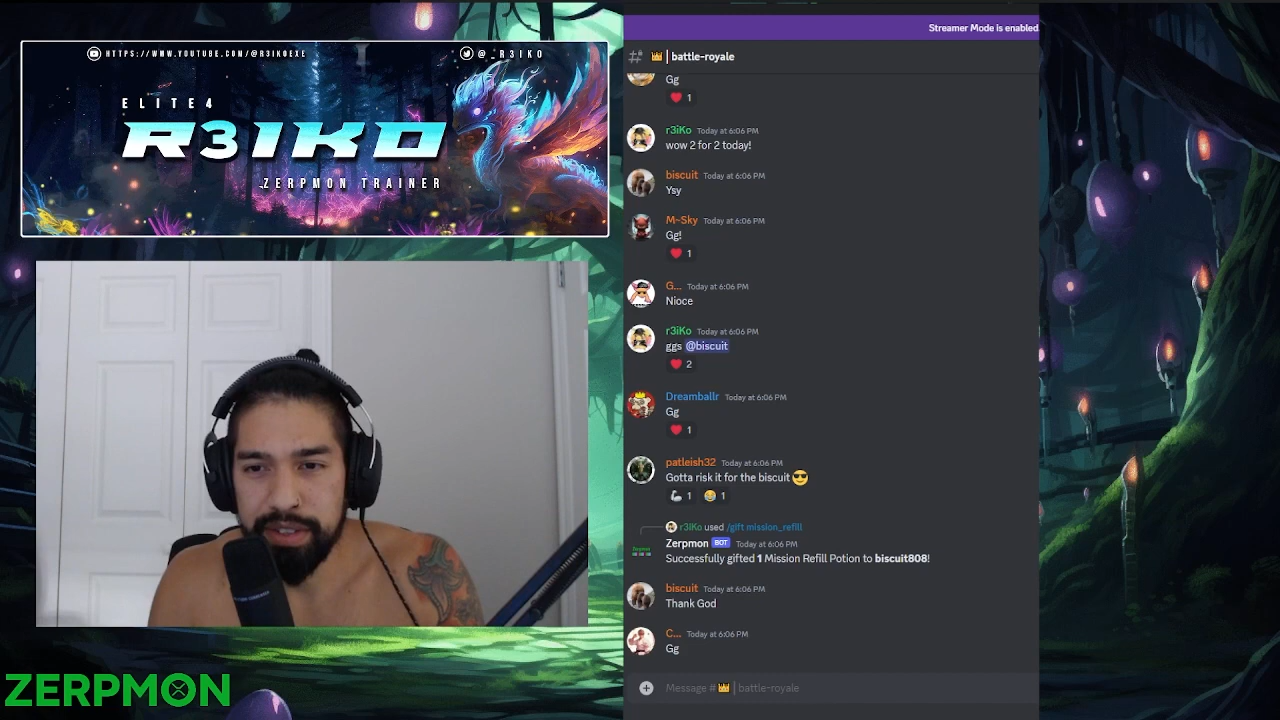 HTTPS://WWW.YOUTUBE.COM/@R3IKOEXE
@_R3IKO
ELITE4
R3IKO
ZERPMON TRAINER
ZERPMON
Streamer Mode is enabled
# 👑 | battle-royale
Gg
❤️ 1
r3iKo Today at 6:06 PM
wow 2 for 2 today!
biscuit Today at 6:06 PM
Ysy
M~Sky Today at 6:06 PM
Gg!
❤️ 1
G... Today at 6:06 PM
Nioce
r3iKo Today at 6:06 PM
ggs @biscuit
❤️ 2
Dreamballr Today at 6:06 PM
Gg
❤️ 1
patleish32 Today at 6:06 PM
Gotta risk it for the biscuit 😎
💪 1 😂 1
r3iKo used /gift mission_refill
Zerpmon BOT Today at 6:06 PM
Successfully gifted 1 Mission Refill Potion to biscuit808!
biscuit Today at 6:06 PM
Thank God
C... Today at 6:06 PM
Gg
Message # 👑 | battle-royale